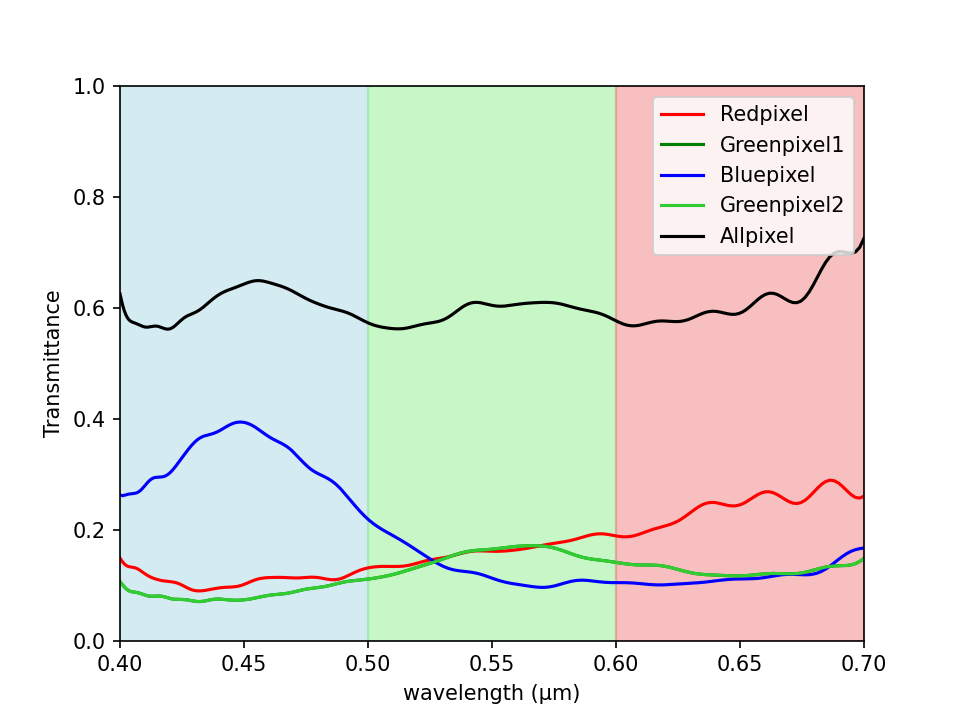 1.0
0.8
0.6
0.4
0.2
0.0
Transmittance
Redpixel
Greenpixel1
Bluepixel
Greenpixel2
Allpixel
0.40 0.45 0.50 0.55 0.60 0.65 0.70
wavelength (μm)